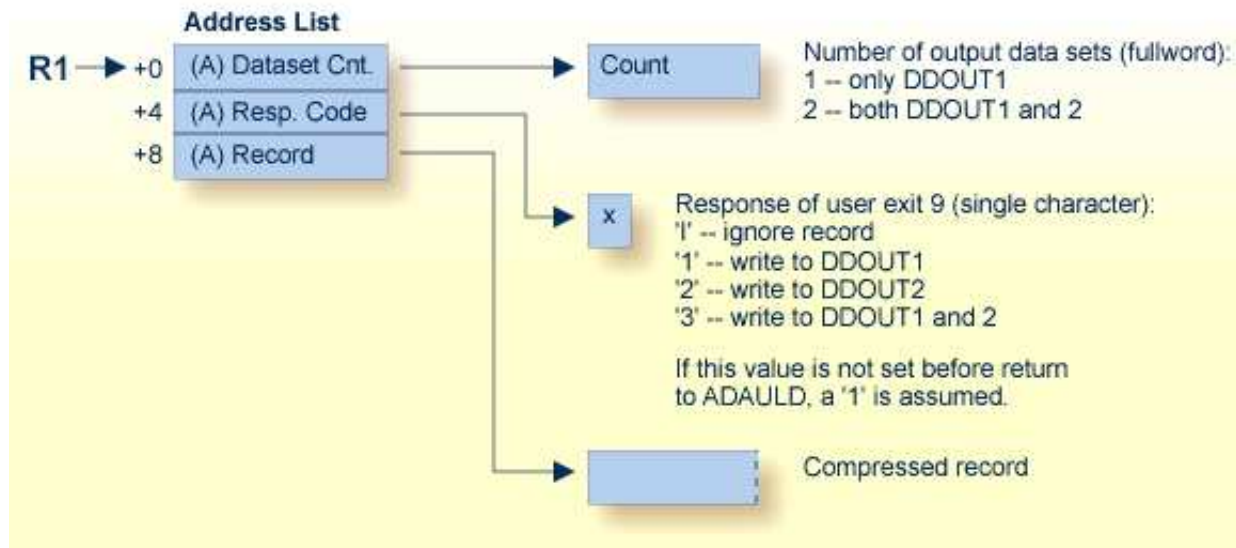 Address List
R1 +0 (A) Dataset Cnt.
+4 (A) Resp. Code
+8 (A) Record
Count
Number of output data sets (fullword):
1 -- only DDOUT1
2 -- both DDOUT1 and 2
x
Response of user exit 9 (single character):
'I' -- ignore record
'1' -- write to DDOUT1
'2' -- write to DDOUT2
'3' -- write to DDOUT1 and 2
If this value is not set before return
to ADAULD, a '1' is assumed.
Compressed record